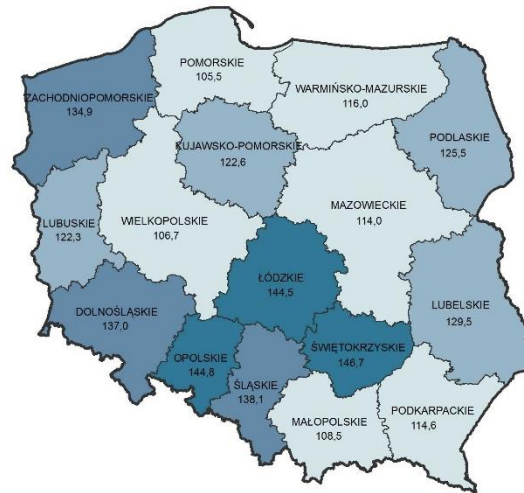 POMORSKIE
105,5
WARMIŃSKO-MAZURSKIE
116,0
ZACHODNIOPOMORSKIE
134,9
PODLASKIE
125,5
KUJAWSKO-POMORSKIE
122,6
MAZOWIECKIE
114,0
WIELKOPOLSKIE
106,7
LUBUSKIE
122,3
ŁÓDZKIE
144,5
LUBELSKIE
129,5
DOLNOŚLĄSKIE
137,0
ŚWIĘTOKRZYSKIE
146,7
OPOLSKIE
144,8
ŚLĄSKIE
138,1
PODKARPACKIE
114,6
MAŁOPOLSKIE
108,5